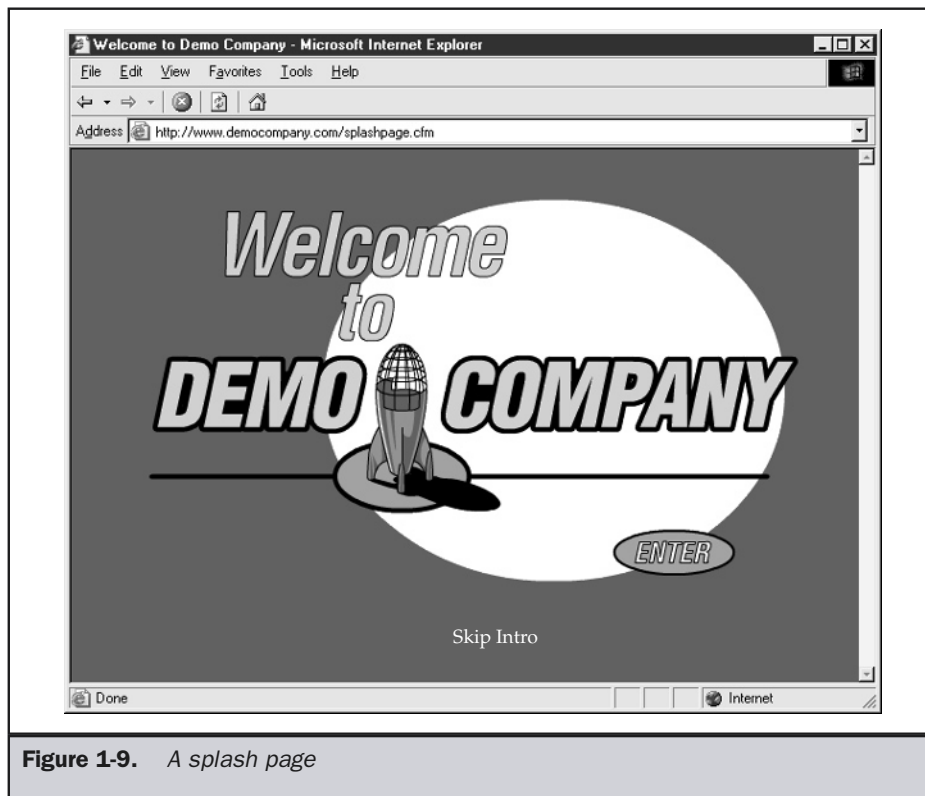 Welcome to Demo Company - Microsoft Internet Explorer
File Edit View Favorites Tools Help
Address http://www.democompany.com/splashpage.cfm
Welcome
to
DEMO COMPANY
ENTER
Skip Intro
Done Internet
Figure 1-9. A splash page